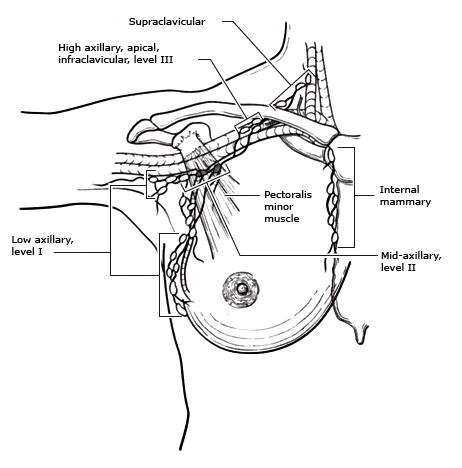 Supraclavicular
High axillary, apical,
infraclavicular, level III
Pectoralis
minor
muscle
Internal
mammary
Low axillary,
level I
Mid-axillary,
level II